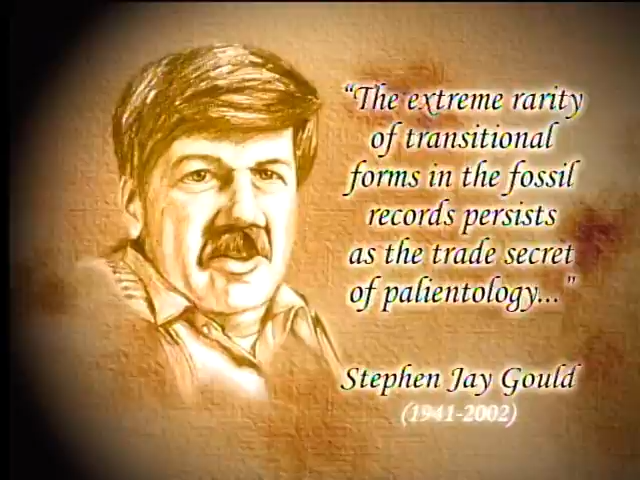 “The extreme rarity
of transitional
forms in the fossil
records persists
as the trade secret
of palientology..."
Stephen Jay Gould
(1941-2002)